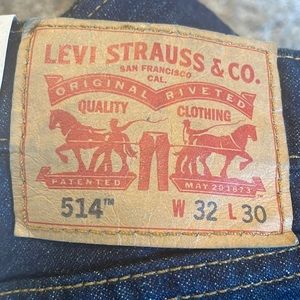 LEVI STRAUSS & CO.
SAN FRANCISCO
CAL.
ORIGINAL RIVETED
QUALITY CLOTHING
PATENTED MAY 20 1873
514™ W 32 L 30